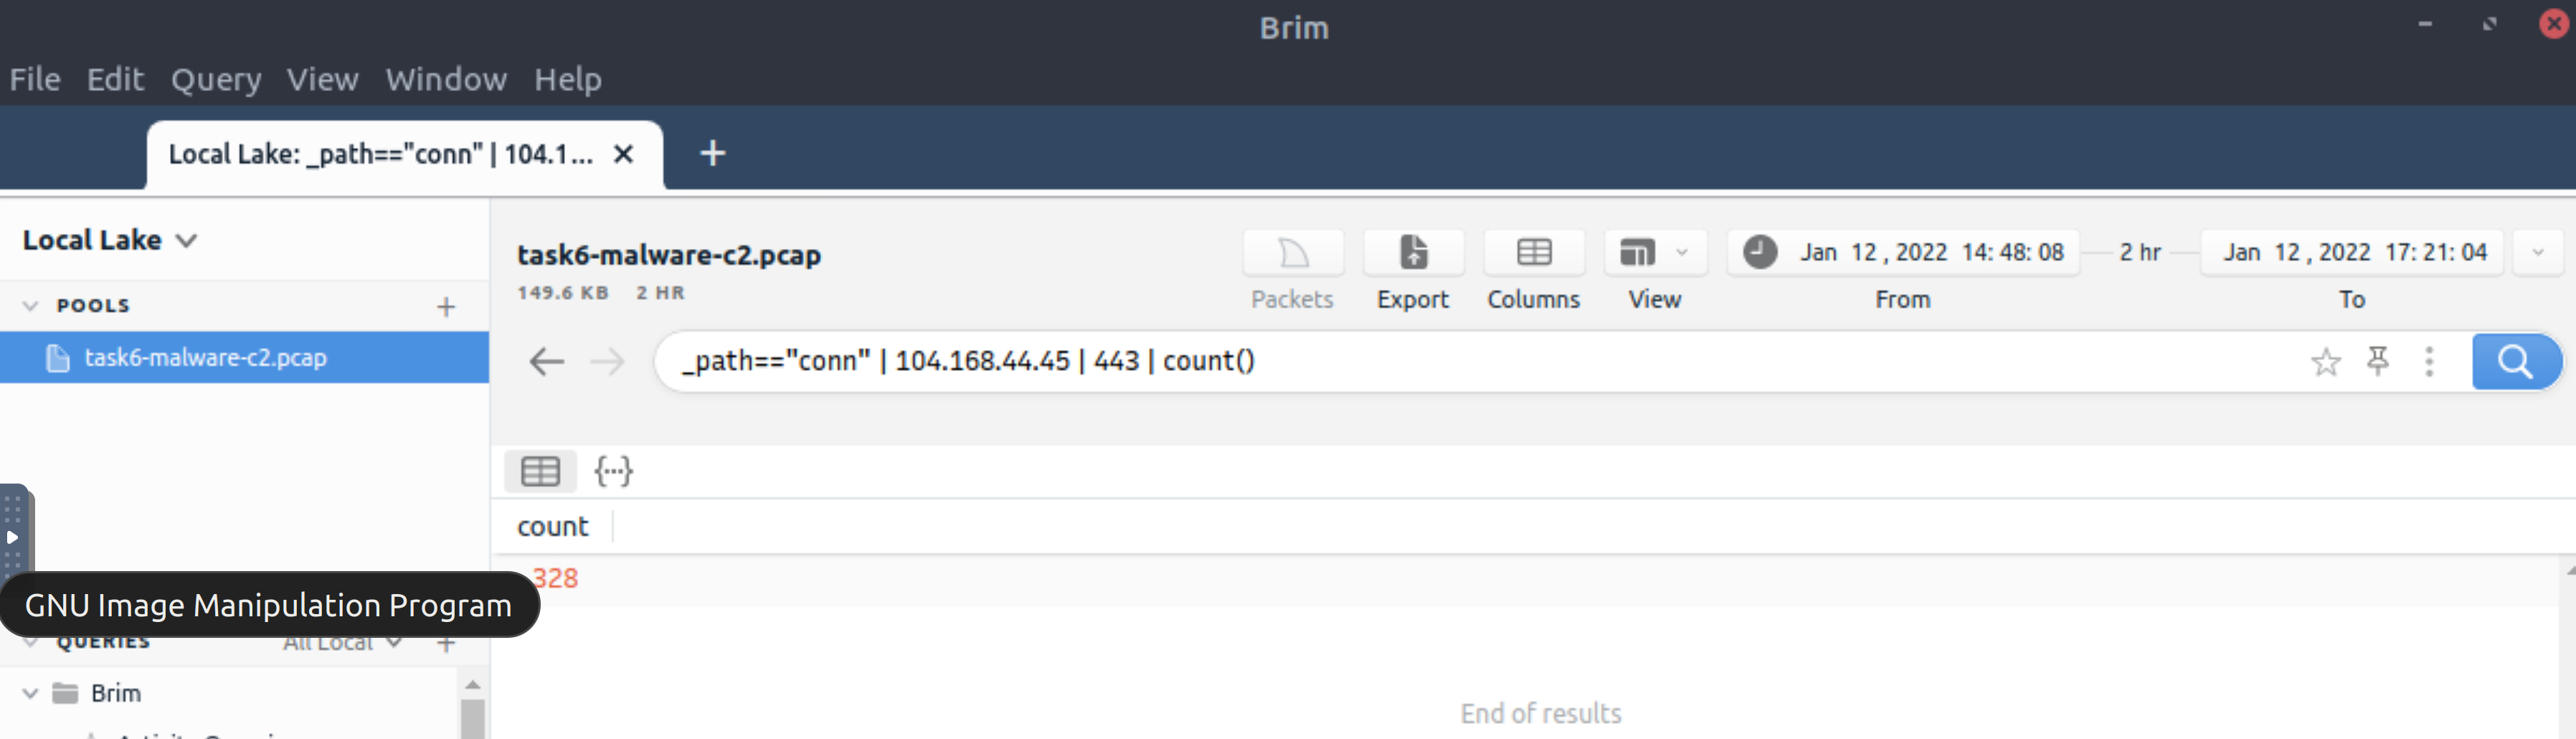 Brim
File Edit Query View Window Help
Local Lake: _path=="conn" | 104.1...
Local Lake
POOLS
task6-malware-c2.pcap
task6-malware-c2.pcap
149.6 KB 2 HR
Packets Export Columns View
Jan 12 , 2022 14: 48: 08 2 hr Jan 12 , 2022 17: 21: 04
From To
_path=="conn" | 104.168.44.45 | 443 | count()
count
328
GNU Image Manipulation Program
QUERIES All Local
Brim
End of results